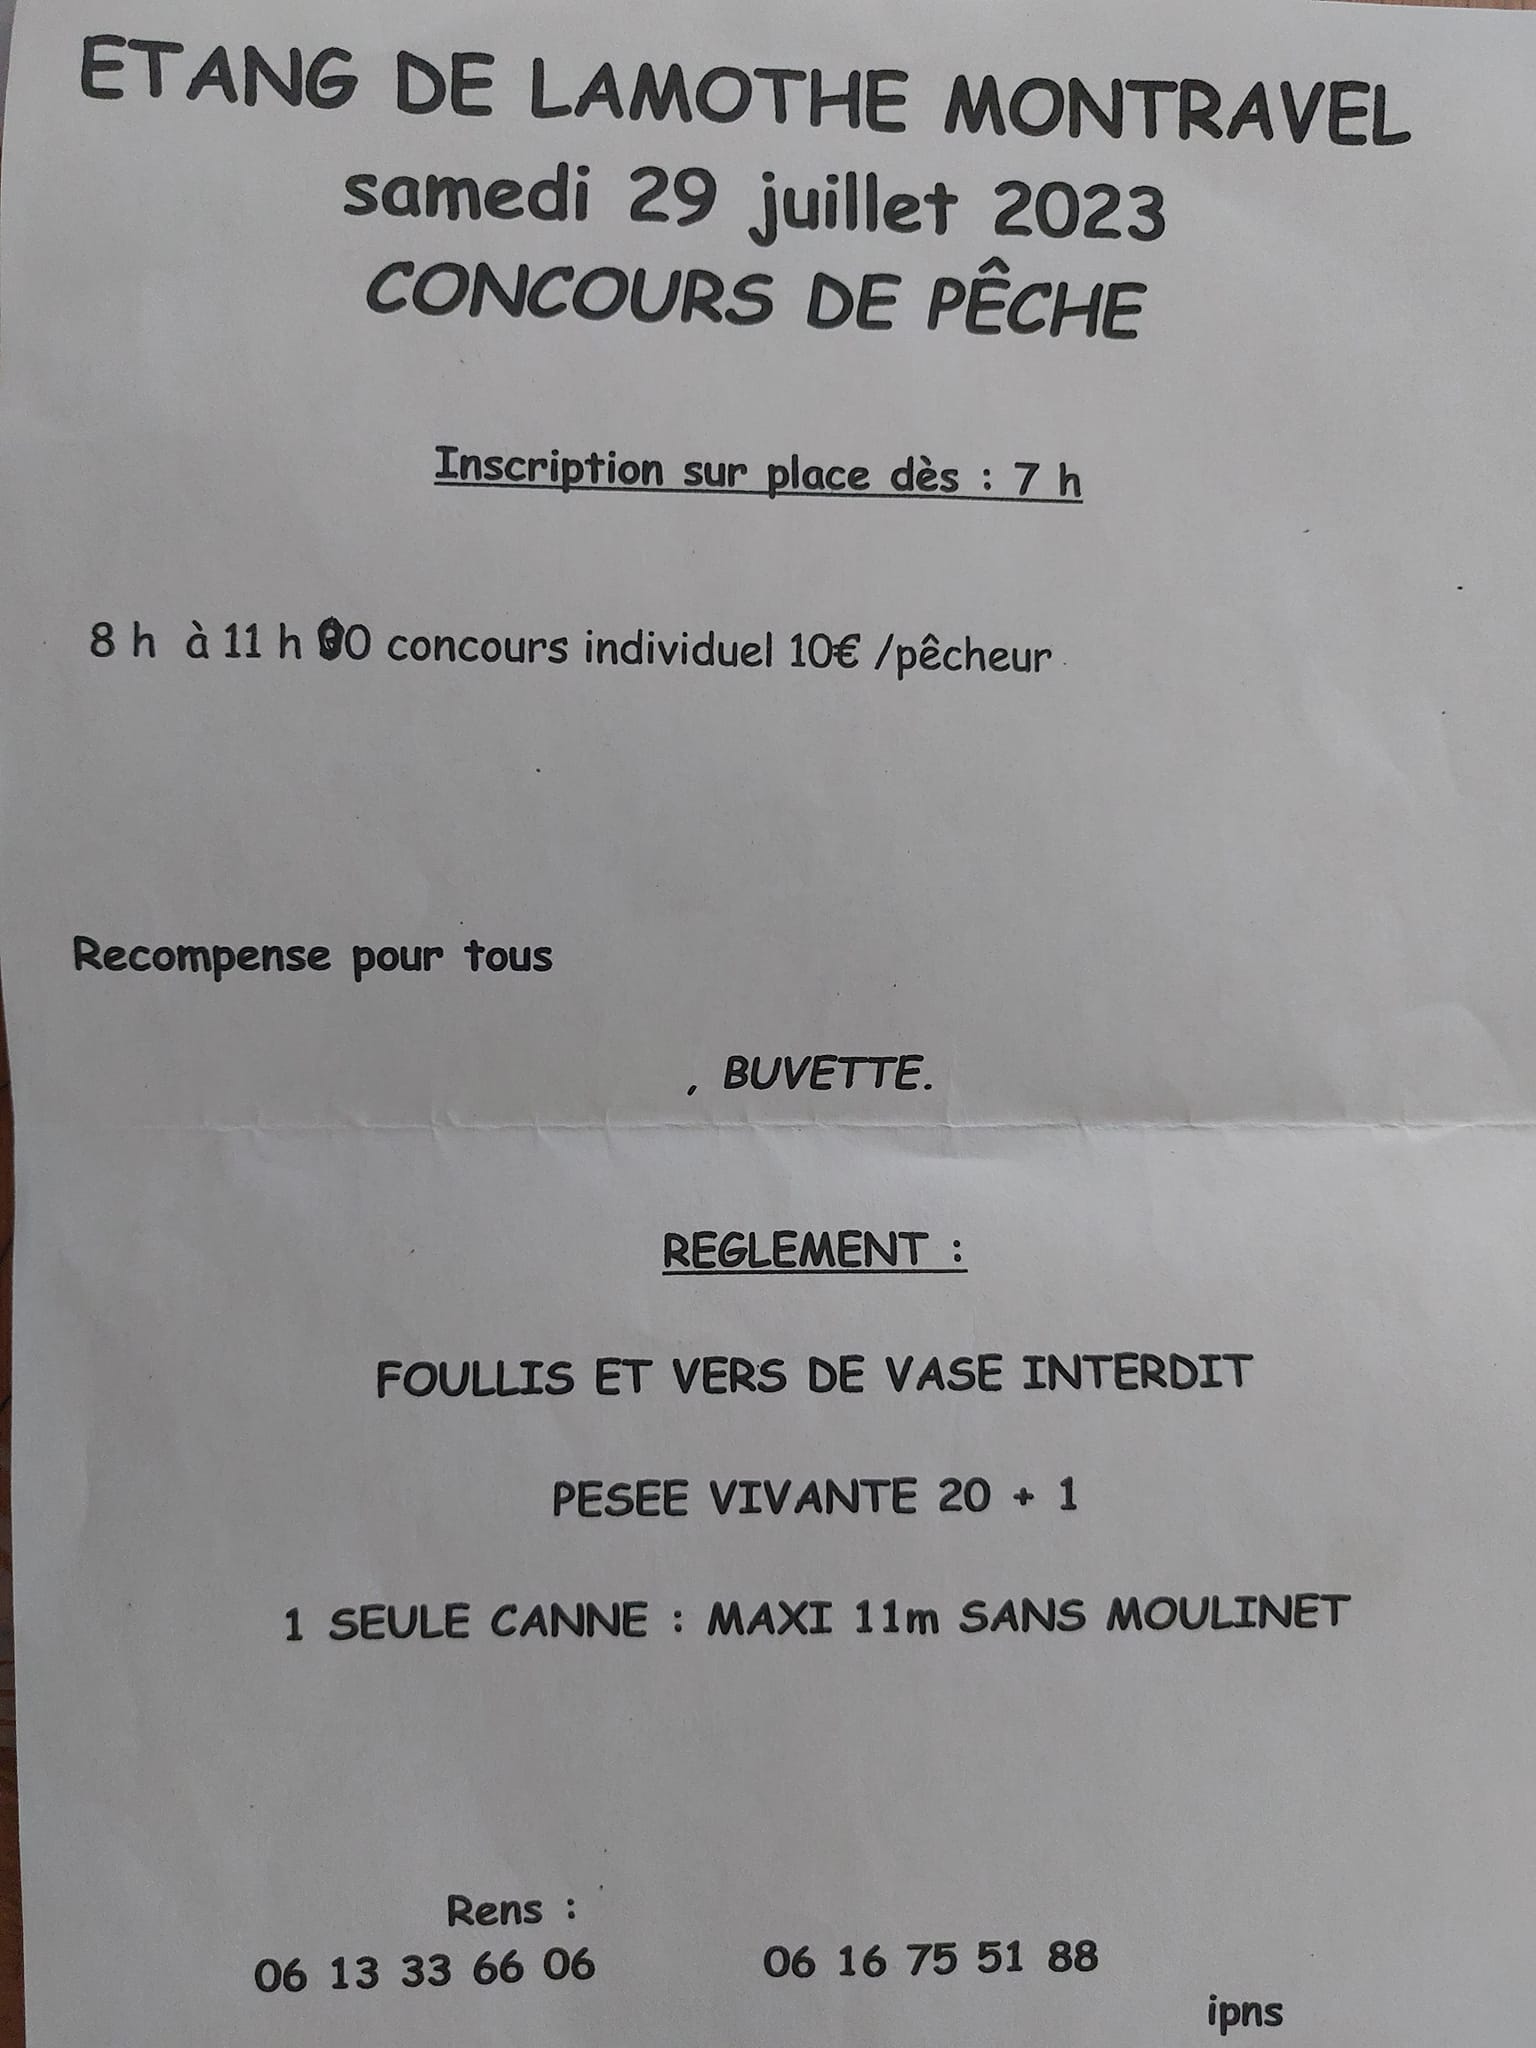 ETANG DE LAMOTHE MONTRAVEL
samedi 29 juillet 2023
CONCOURS DE PÊCHE
Inscription sur place dès : 7 h
8 h à 11 h 00 concours individuel 10€ /pêcheur
Recompense pour tous
, BUVETTE.
REGLEMENT :
FOULLIS ET VERS DE VASE INTERDIT
PESEE VIVANTE 20 + 1
1 SEULE CANNE : MAXI 11m SANS MOULINET
Rens :
06 13 33 66 06 06 16 75 51 88
ipns